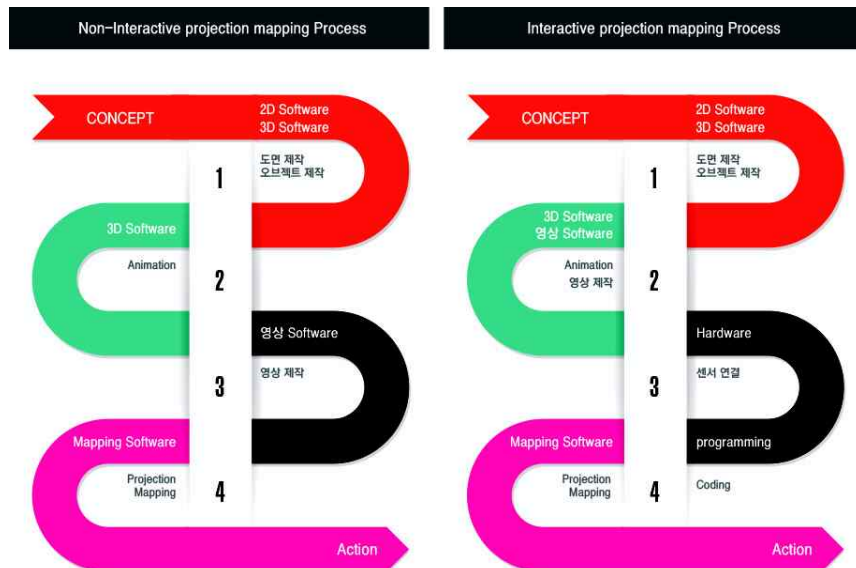 Non-Interactive projection mapping Process
CONCEPT
2D Software
3D Software
1
도면 제작
오브젝트 제작
3D Software
Animation
2
영상 Software
영상 제작
3
Mapping Software
Projection
Mapping
4
Action
Interactive projection mapping Process
CONCEPT
2D Software
3D Software
1
도면 제작
오브젝트 제작
3D Software
영상 Software
Animation
영상 제작
2
Hardware
센서 연결
3
Mapping Software
programming
Projection
Mapping
4
Coding
Action